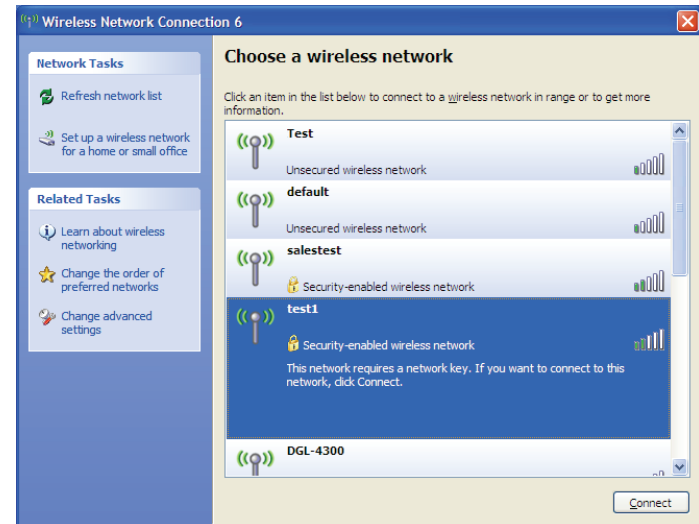 Wireless Network Connection 6
Network Tasks
Refresh network list
Set up a wireless network
for a home or small office
Related Tasks
Learn about wireless
networking
Change the order of
preferred networks
Change advanced
settings
Choose a wireless network
Click an item in the list below to connect to a wireless network in range or to get more
information.
Test
Unsecured wireless network
default
Unsecured wireless network
salestest
Security-enabled wireless network
test1
Security-enabled wireless network
This network requires a network key. If you want to connect to this
network, click Connect.
DGL-4300
Connect